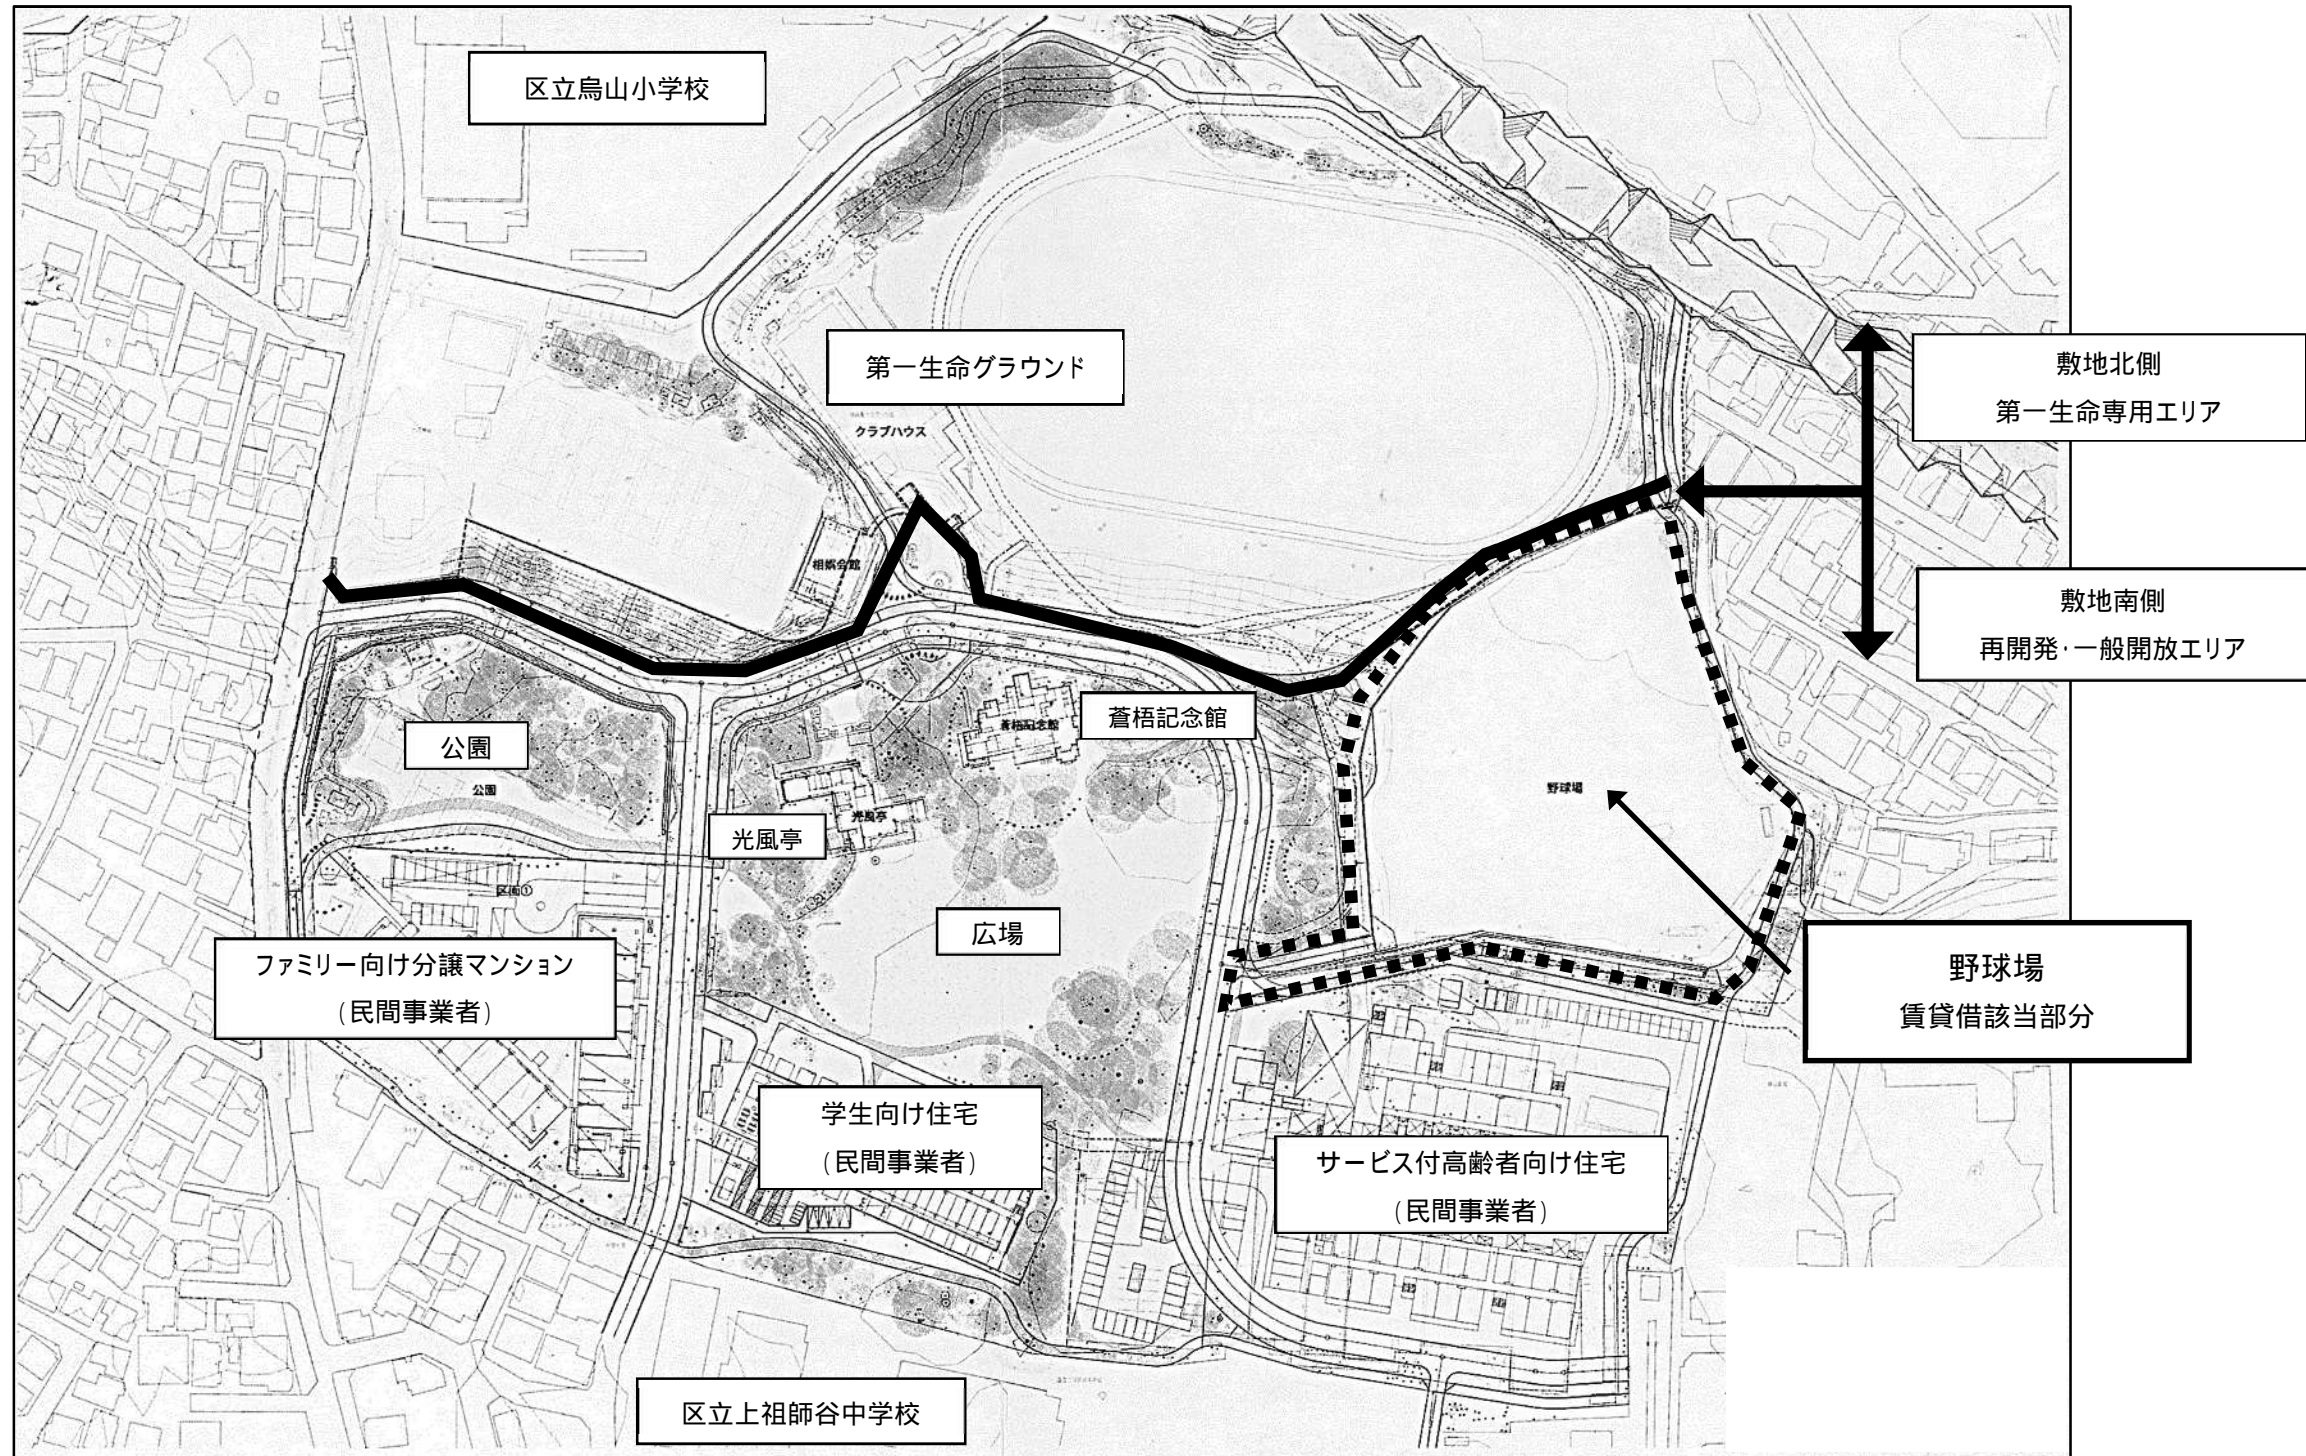 区立烏山小学校
第一生命グラウンド
クラブハウス
敷地北側
第一生命専用エリア
相娯会館
敷地南側
再開発・一般開放エリア
蒼梧記念館
蒼梧記念館
公園
公園
野球場
光風亭
光風亭
区画①
広場
ファミリー向け分譲マンション
(民間事業者)
野球場
賃貸借該当部分
学生向け住宅
(民間事業者)
サービス付高齢者向け住宅
(民間事業者)
区立上祖師谷中学校